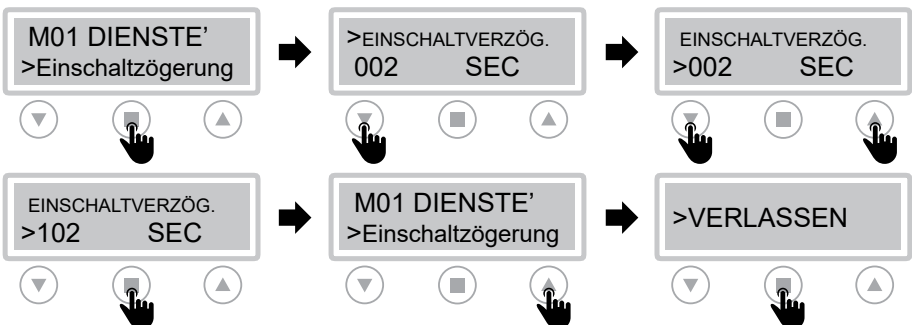 M01 DIENSTE’
>Einschaltzögerung
>EINSCHALTVERZÖG.
002 SEC
EINSCHALTVERZÖG.
>002 SEC
EINSCHALTVERZÖG.
>102 SEC
M01 DIENSTE’
>Einschaltzögerung
>VERLASSEN